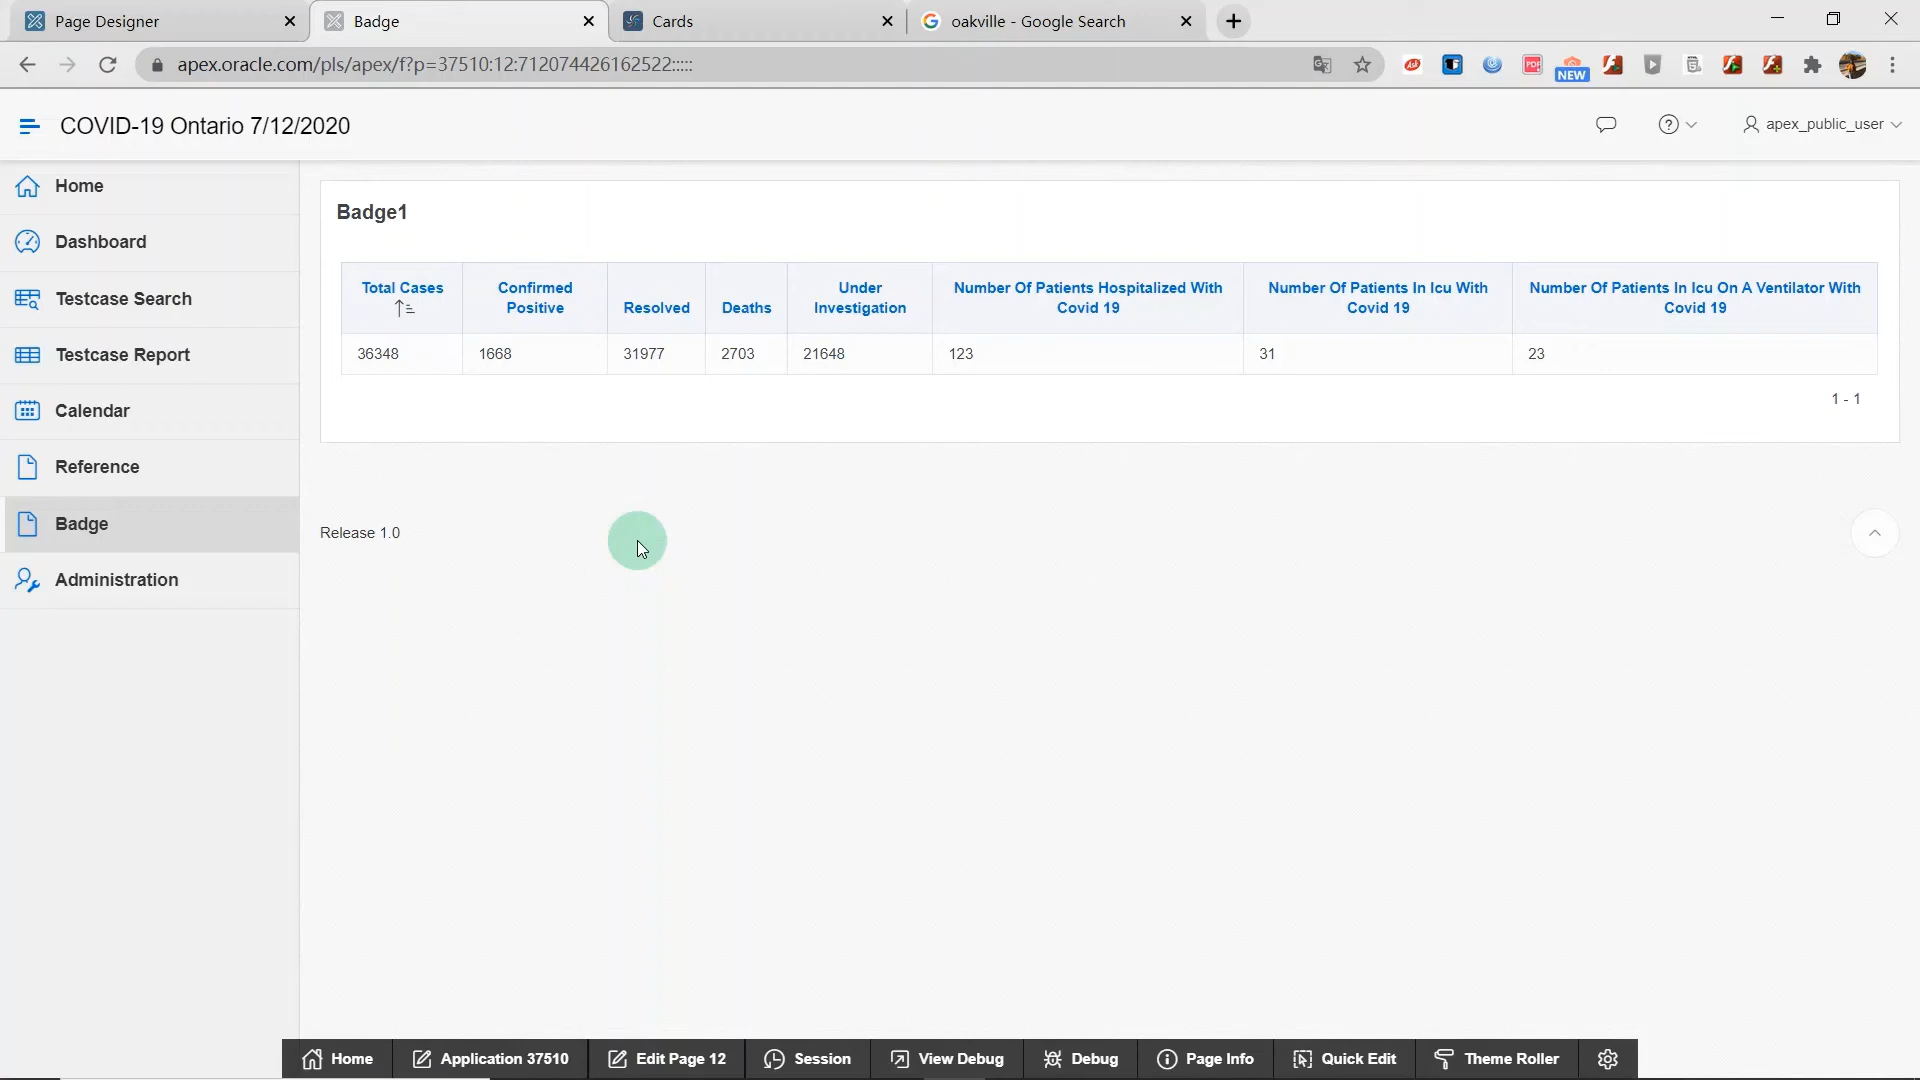 Page Designer
Badge
Cards
oakville - Google Search
apex.oracle.com/pls/apex/f?p=37510:12:712074426162522:::::
NEW
COVID-19 Ontario 7/12/2020
apex_public_user
Home
Dashboard
Testcase Search
Testcase Report
Calendar
Reference
Badge
Administration
Badge1
Total Cases
Confirmed
Positive
Resolved
Deaths
Under
Investigation
Number Of Patients Hospitalized With
Covid 19
Number Of Patients In Icu With
Covid 19
Number Of Patients In Icu On A Ventilator With
Covid 19
36348 1668 31977 2703 21648 123 31 23
1 - 1
Release 1.0
Home
Application 37510
Edit Page 12
Session
View Debug
Debug
Page Info
Quick Edit
Theme Roller